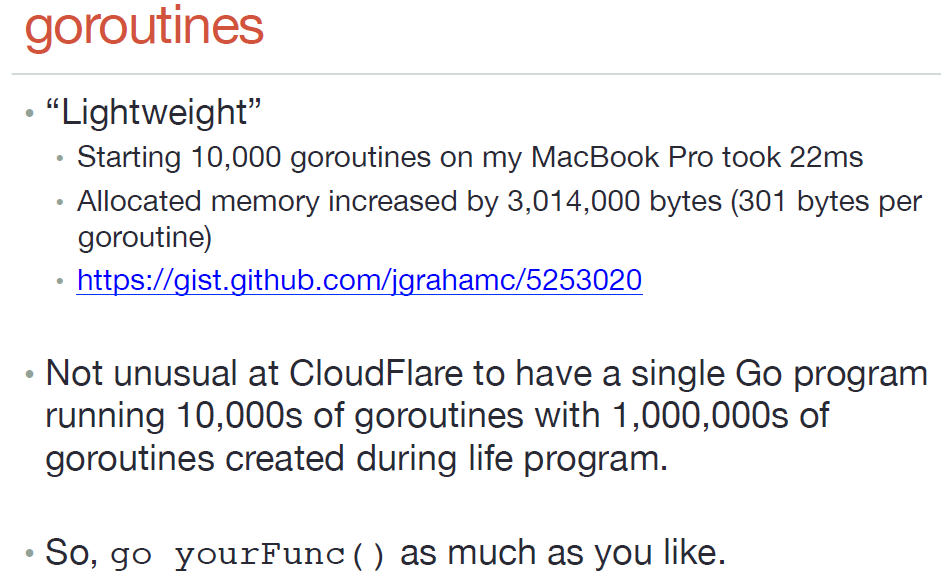 goroutines
• “Lightweight”
• Starting 10,000 goroutines on my MacBook Pro took 22ms
• Allocated memory increased by 3,014,000 bytes (301 bytes per
goroutine)
• https://gist.github.com/jgrahamc/5253020
• Not unusual at CloudFlare to have a single Go program
running 10,000s of goroutines with 1,000,000s of
goroutines created during life program.
• So, go yourFunc() as much as you like.